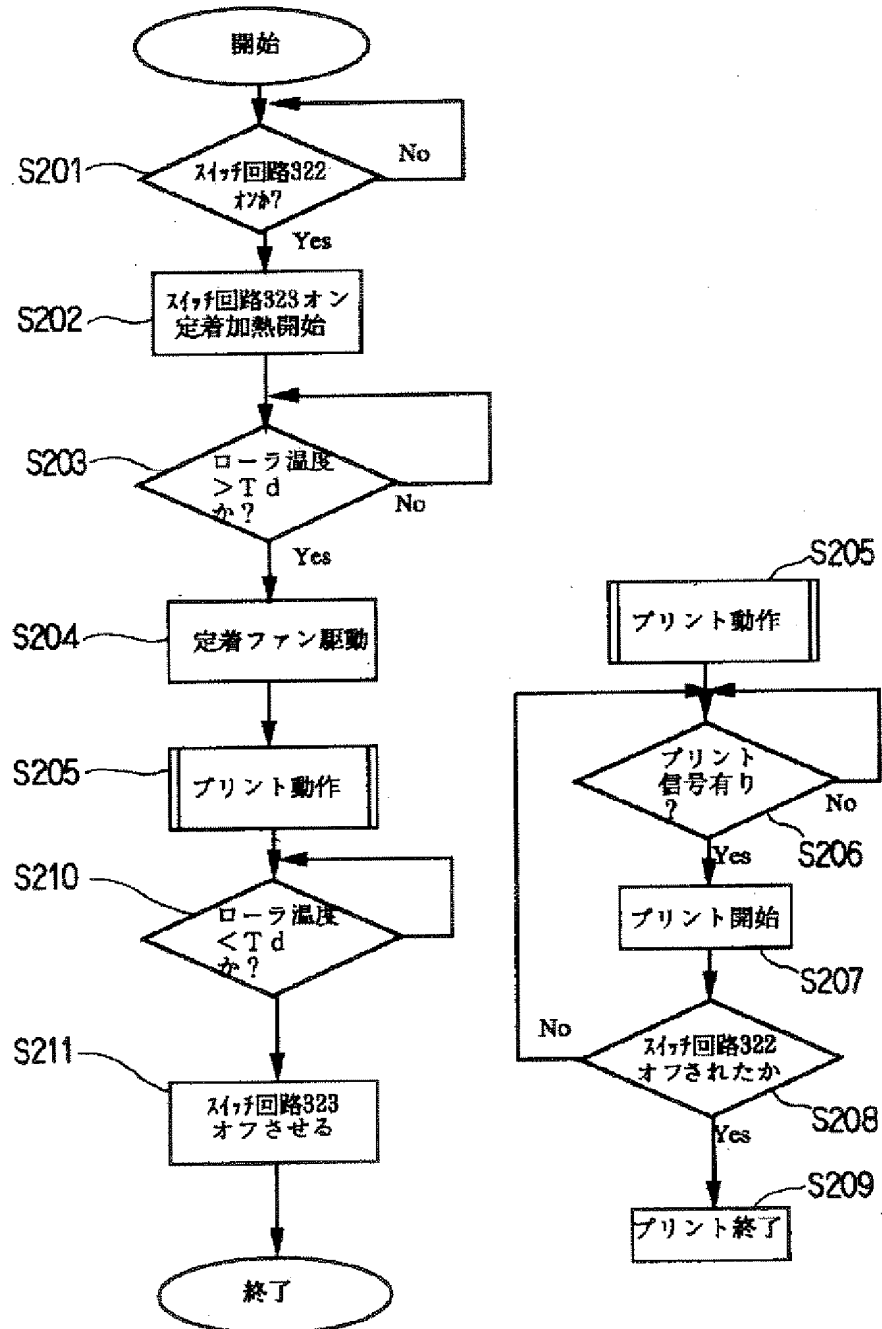 開始
S201
スイッチ回路322
オンか?
No
Yes
S202
スイッチ回路323オン
定着加熱開始
S203
ローラ温度
>Td
か?
No
Yes
S204
定着ファン駆動
S205
プリント動作
S210
ローラ温度
<Td
か?
S211
スイッチ回路323
オフさせる
終了
S205
プリント動作
プリント
信号有り
?
No
S206
Yes
プリント開始
S207
No
スイッチ回路322
オフされたか
S208
Yes
S209
プリント終了